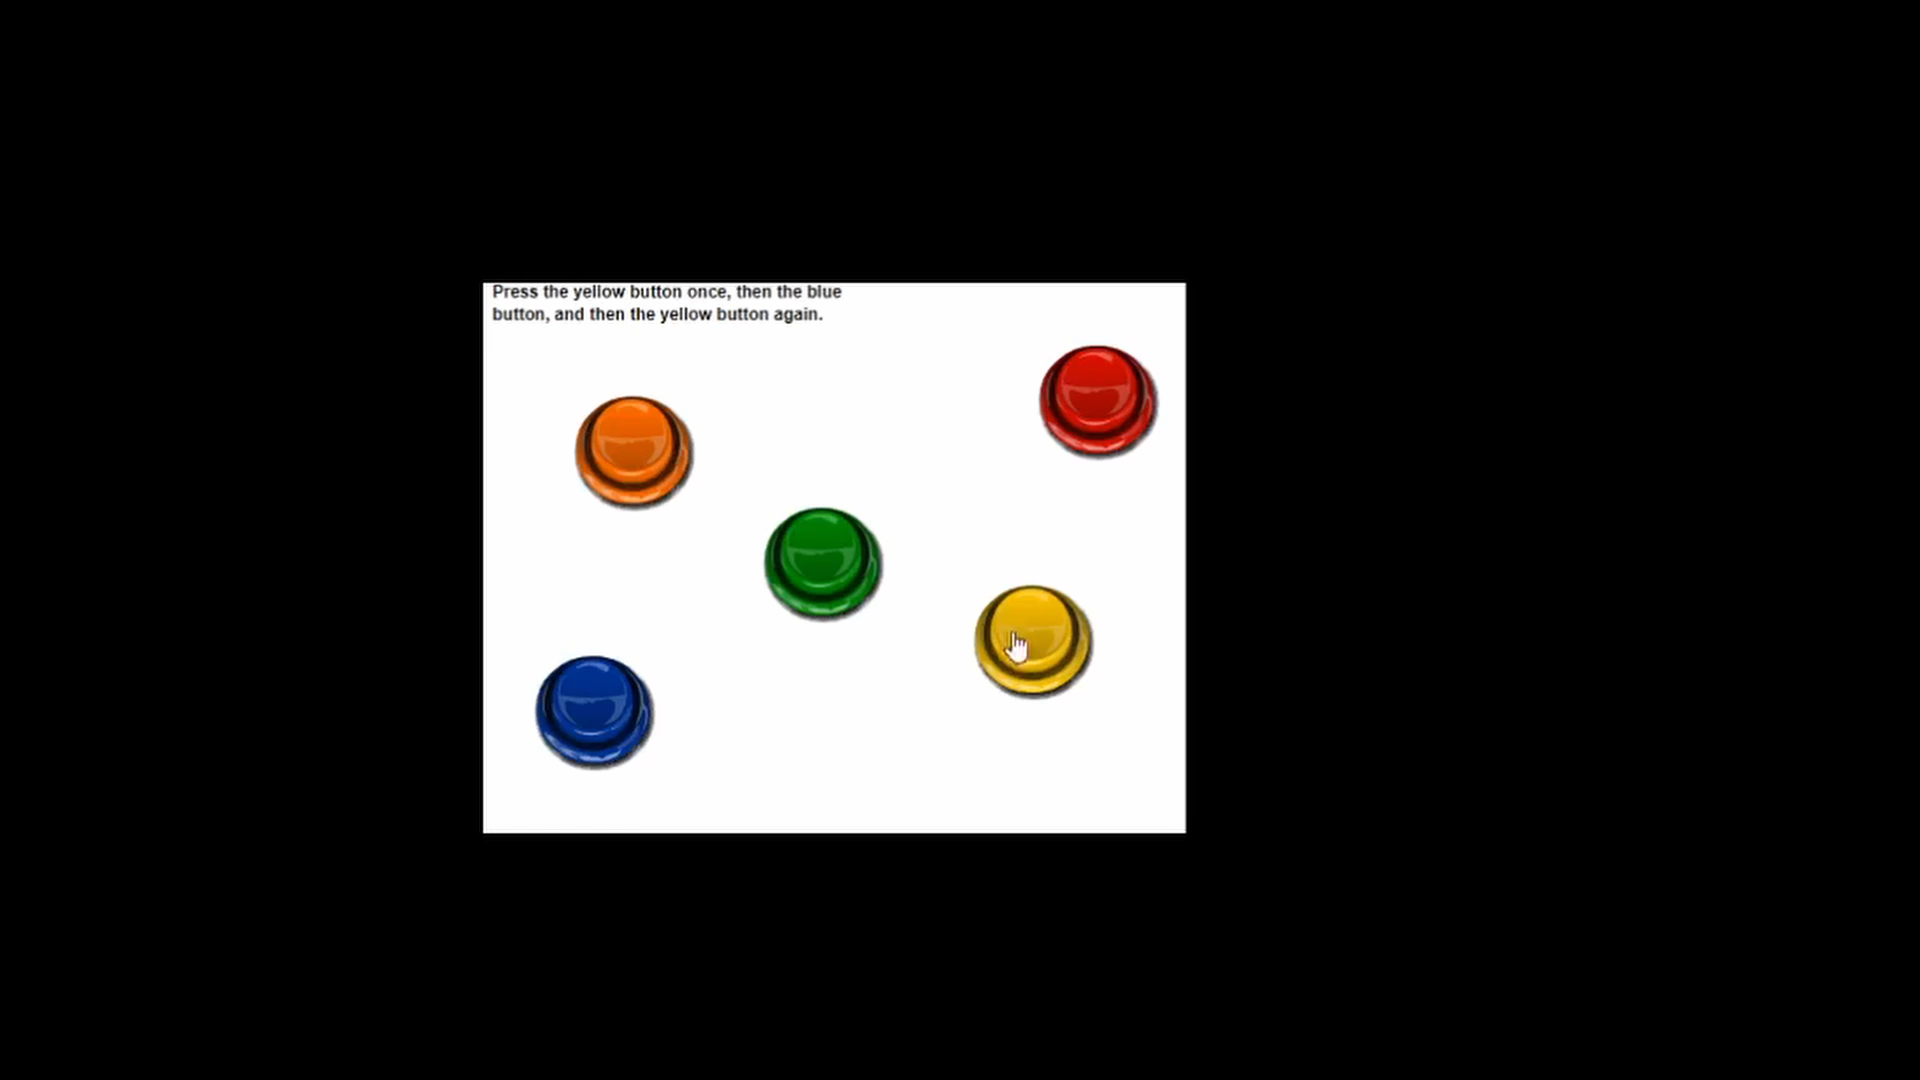 Press the yellow button once, then the blue
button, and then the yellow button again.